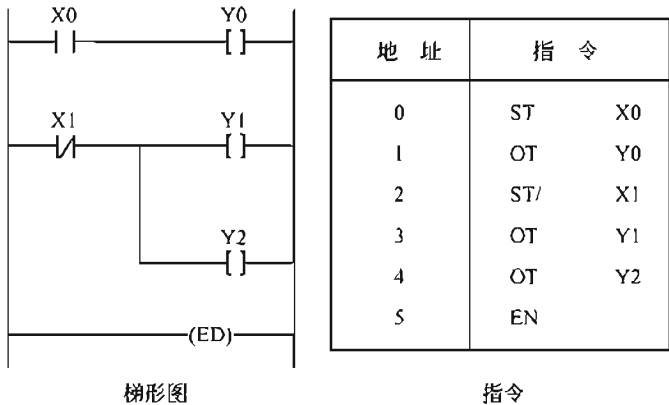 X0 Y0
X1 Y1
Y2
(ED)
梯形图
地 址 指 令
0 ST X0
1 OT Y0
2 ST/ X1
3 OT Y1
4 OT Y2
5 EN
指令